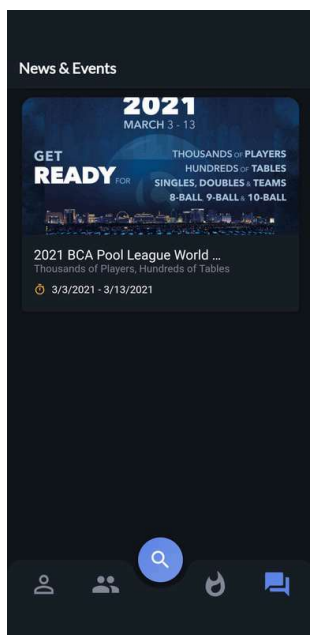 News & Events
2021
MARCH 3 - 13
GET
READY FOR
THOUSANDS OF PLAYERS
HUNDREDS OF TABLES
SINGLES, DOUBLES & TEAMS
8-BALL 9-BALL & 10-BALL
2021 BCA Pool League World ...
Thousands of Players, Hundreds of Tables
3/3/2021 - 3/13/2021